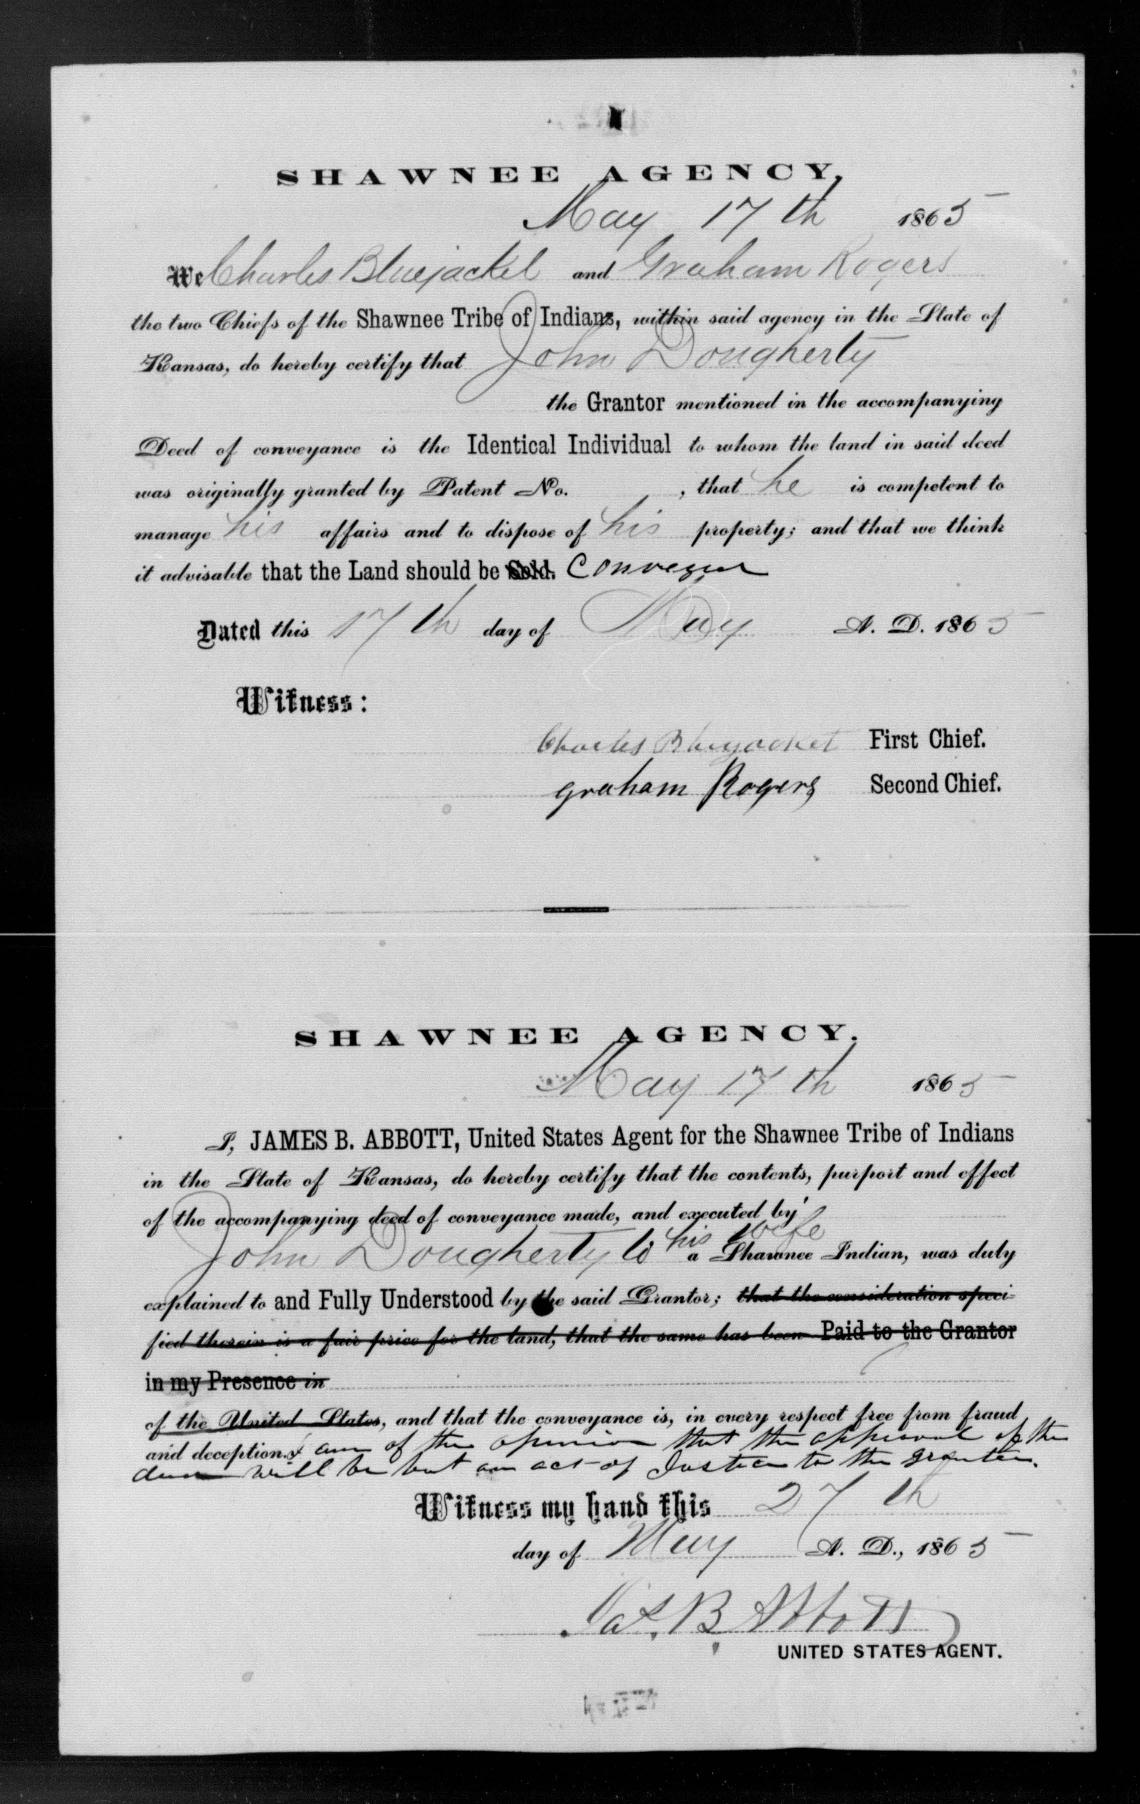 SHAWNEE AGENCY,
May 17th 1865
We Charles Bluejacket and Graham Rogers
the two Chiefs of the Shawnee Tribe of Indians, within said agency in the State of
Kansas, do hereby certify that John Dougherty
the Grantor mentioned in the accompanying
Deed of conveyance is the Identical Individual to whom the land in said deed
was originally granted by Patent No. , that he is competent to
manage his affairs and to dispose of his property; and that we think
it advisable that the Land should be Sold. Conveyed
Dated this 17th day of May A. D. 1865
Witness:
Charles Bluejacket First Chief.
Graham Rogers Second Chief.
SHAWNEE AGENCY.
May 17th 1865
I, JAMES B. ABBOTT, United States Agent for the Shawnee Tribe of Indians
in the State of Kansas, do hereby certify that the contents, purport and effect
of the accompanying deed of conveyance made, and executed by
John Dougherty to his wife a Shawnee Indian, was duly
explained to and Fully Understood by the said Grantor; that the consideration speci-
fied therein is a fair price for the land, that the same has been Paid to the Grantor
in my Presence in
of the United States, and that the conveyance is, in every respect free from fraud
and deception. & am of the opinion that the approval of the
deed will be but an act of Justice to the grantee.
Witness my hand this 27th
day of May A. D., 1865
Jas. B. Abbott
UNITED STATES AGENT.